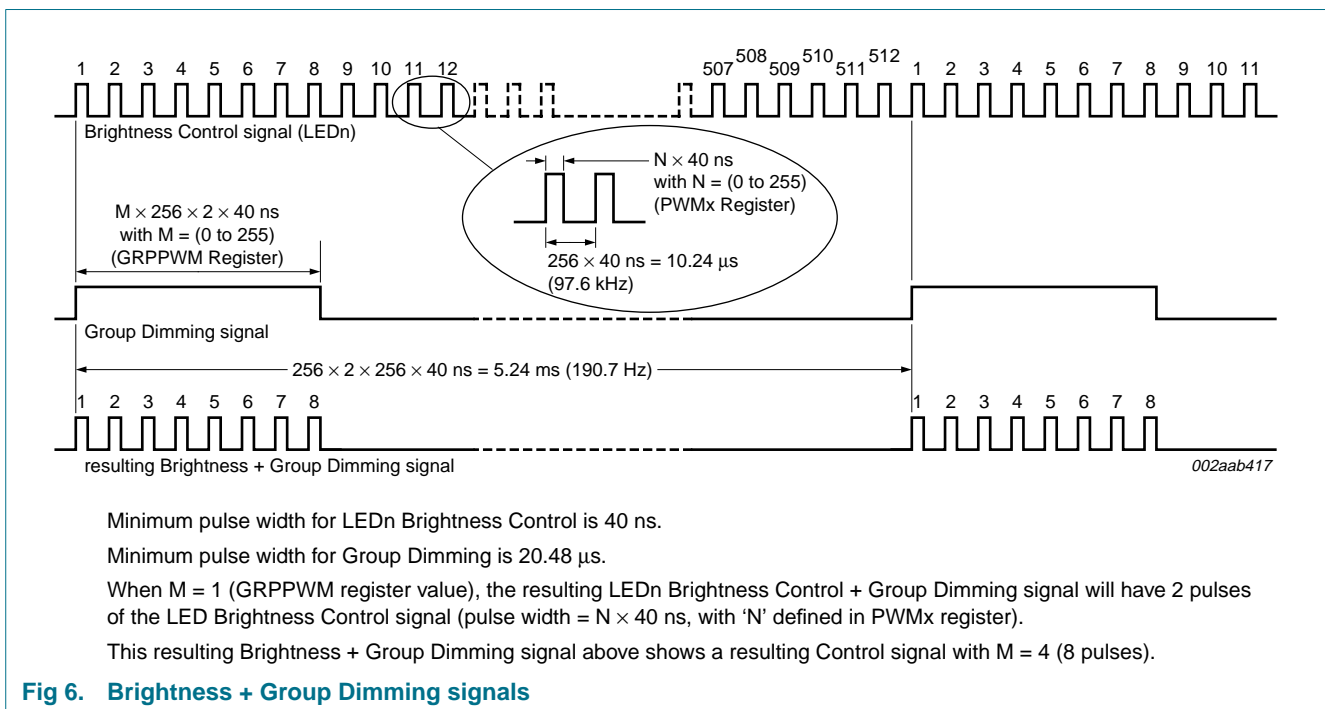 1 2 3 4 5 6 7 8 9 10 11 12 507 508 509 510 511 512 1 2 3 4 5 6 7 8 9 10 11
Brightness Control signal (LEDn)
N × 40 ns
with N = (0 to 255)
(PWMx Register)
M × 256 × 2 × 40 ns
with M = (0 to 255)
(GRPPWM Register)
256 × 40 ns = 10.24 μs
(97.6 kHz)
Group Dimming signal
256 × 2 × 256 × 40 ns = 5.24 ms (190.7 Hz)
1 2 3 4 5 6 7 8 1 2 3 4 5 6 7 8
resulting Brightness + Group Dimming signal
002aab417
Minimum pulse width for LEDn Brightness Control is 40 ns.
Minimum pulse width for Group Dimming is 20.48 μs.
When M = 1 (GRPPWM register value), the resulting LEDn Brightness Control + Group Dimming signal will have 2 pulses
of the LED Brightness Control signal (pulse width = N × 40 ns, with ‘N’ defined in PWMx register).
This resulting Brightness + Group Dimming signal above shows a resulting Control signal with M = 4 (8 pulses).
Fig 6. Brightness + Group Dimming signals